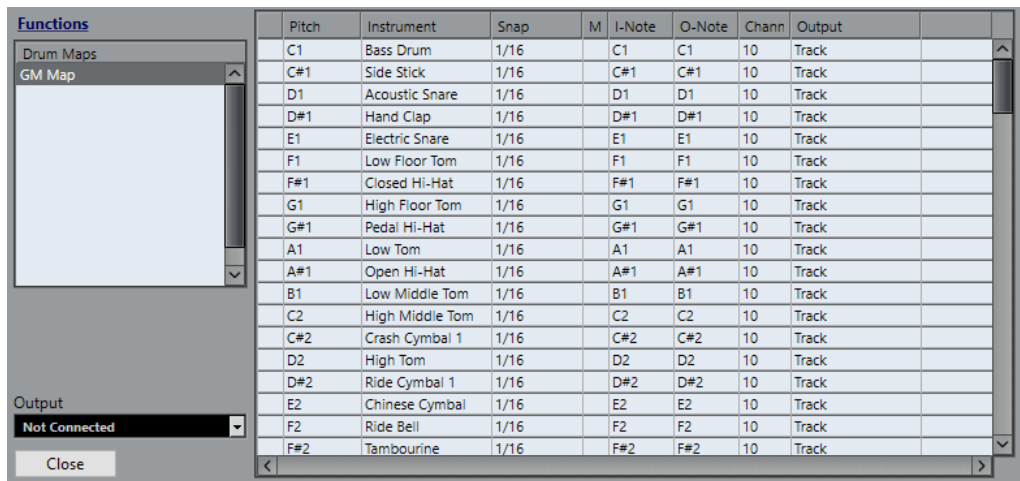 Functions
Drum Maps
GM Map
Output
Not Connected
Close
Pitch Instrument Snap M I-Note O-Note Chann Output
C1 Bass Drum 1/16 C1 C1 10 Track
C#1 Side Stick 1/16 C#1 C#1 10 Track
D1 Acoustic Snare 1/16 D1 D1 10 Track
D#1 Hand Clap 1/16 D#1 D#1 10 Track
E1 Electric Snare 1/16 E1 E1 10 Track
F1 Low Floor Tom 1/16 F1 F1 10 Track
F#1 Closed Hi-Hat 1/16 F#1 F#1 10 Track
G1 High Floor Tom 1/16 G1 G1 10 Track
G#1 Pedal Hi-Hat 1/16 G#1 G#1 10 Track
A1 Low Tom 1/16 A1 A1 10 Track
A#1 Open Hi-Hat 1/16 A#1 A#1 10 Track
B1 Low Middle Tom 1/16 B1 B1 10 Track
C2 High Middle Tom 1/16 C2 C2 10 Track
C#2 Crash Cymbal 1 1/16 C#2 C#2 10 Track
D2 High Tom 1/16 D2 D2 10 Track
D#2 Ride Cymbal 1 1/16 D#2 D#2 10 Track
E2 Chinese Cymbal 1/16 E2 E2 10 Track
F2 Ride Bell 1/16 F2 F2 10 Track
F#2 Tambourine 1/16 F#2 F#2 10 Track